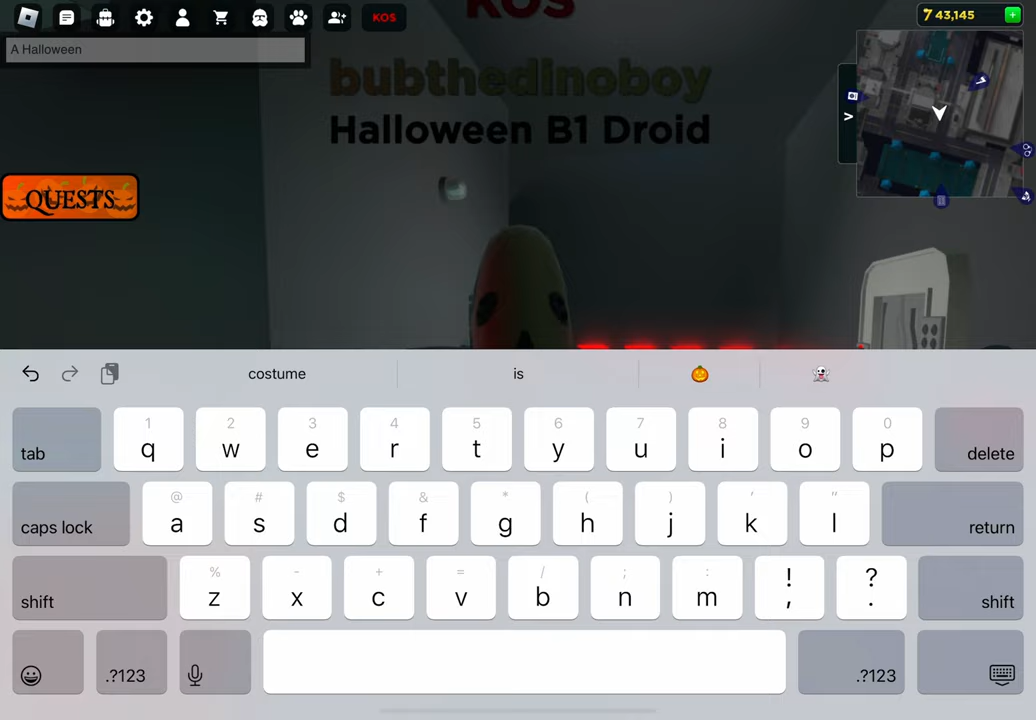 KOS
KOS
7 43,145
A Halloween
bubthedinoboy
Halloween B1 Droid
>
QUESTS
costume is 🎃 👻
1 2 3 4 5 6 7 8 9 0
tab q w e r t y u i o p delete
@ # $ & * ( ) ' "
caps lock a s d f g h j k l return
% - + = / ; : ! ?
shift z x c v b n m , . shift
.?123 .?123